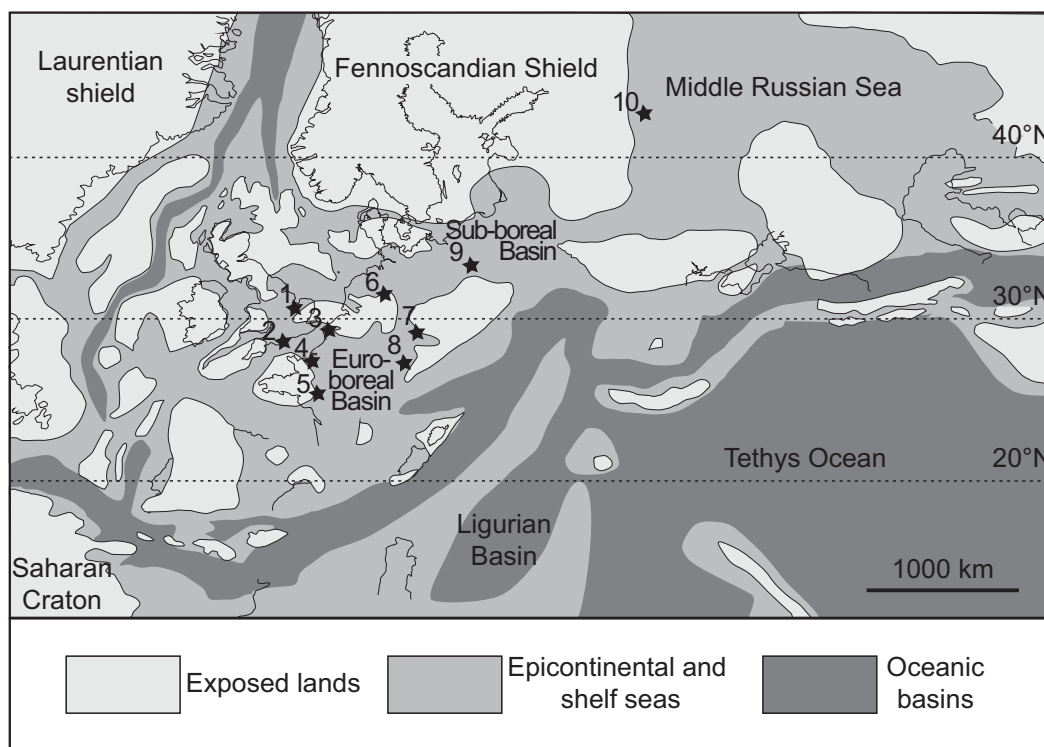 Laurentian
shield
Fennoscandian Shield
Middle Russian Sea
10
40°N
Sub-boreal
Basin
9
6
1
30°N
3
7
2
4
8
Euro-
boreal
Basin
5
Tethys Ocean
20°N
Ligurian
Basin
Saharan
Craton
1000 km
Exposed lands
Epicontinental and
shelf seas
Oceanic
basins